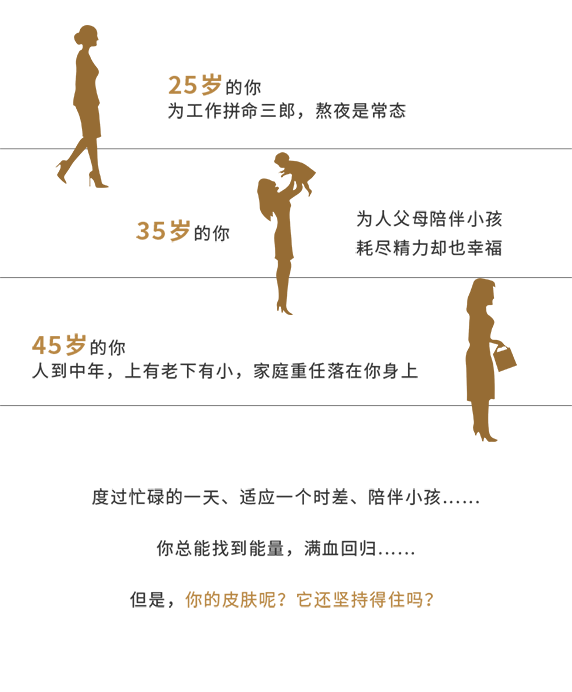 25岁的你
为工作拼命三郎，熬夜是常态
35岁的你
为人父母陪伴小孩
耗尽精力却也幸福
45岁的你
人到中年，上有老下有小，家庭重任落在你身上
度过忙碌的一天、适应一个时差、陪伴小孩……
你总能找到能量，满血回归……
但是，你的皮肤呢？它还坚持得住吗？